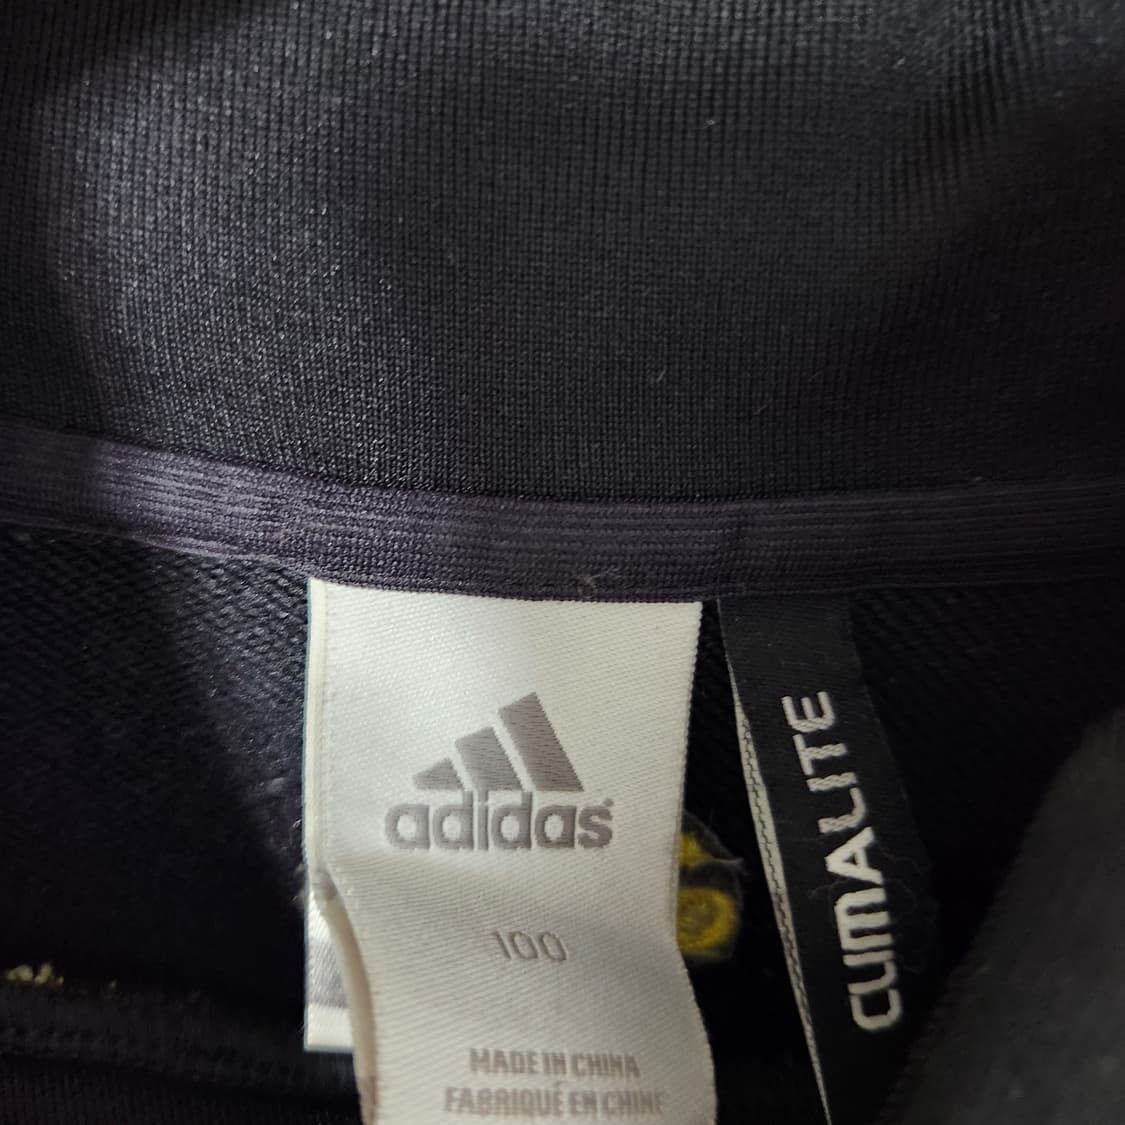 adidas
100
MADE IN CHINA
FABRIQUÉ EN CHINE
CLIMALITE